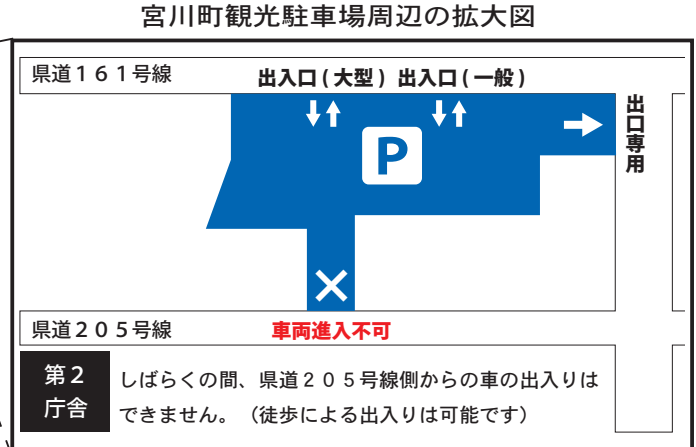 宮川町観光駐車場周辺の拡大図
県道１６１号線
出入口(大型) 出入口(一般)
出口専用
P
県道２０５号線
車両進入不可
第２
庁舎
しばらくの間、県道２０５号線側からの車の出入りは
できません。（徒歩による出入りは可能です）